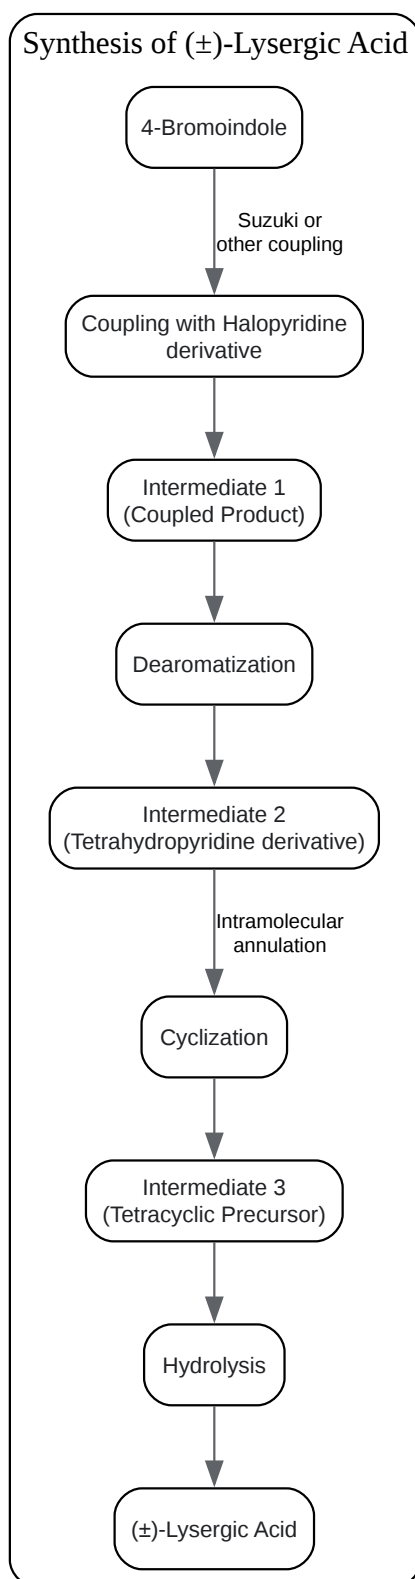 Synthesis of (±)-Lysergic Acid
4-Bromoindole
Suzuki or
other coupling
Coupling with Halopyridine
derivative
Intermediate 1
(Coupled Product)
Dearomatization
Intermediate 2
(Tetrahydropyridine derivative)
Intramolecular
annulation
Cyclization
Intermediate 3
(Tetracyclic Precursor)
Hydrolysis
(±)-Lysergic Acid